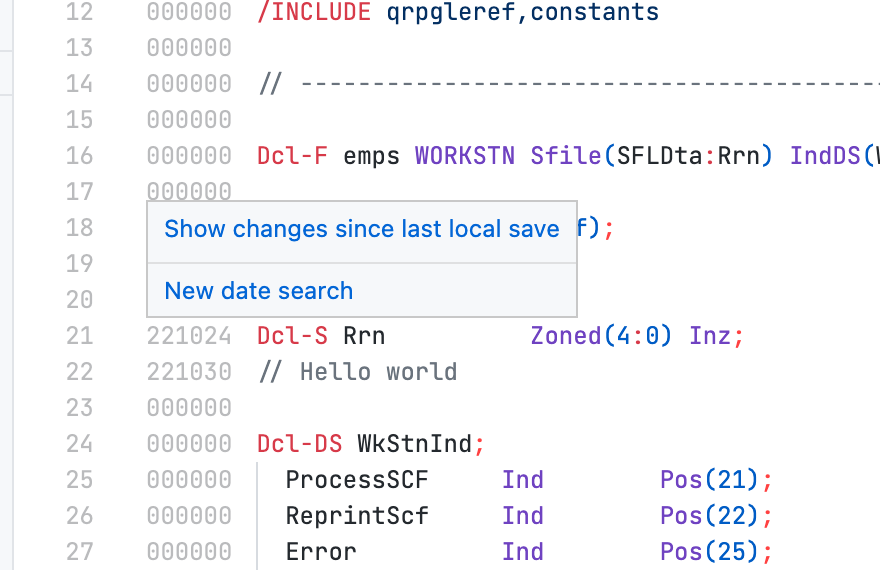 12 000000 /INCLUDE qrpgleref,constants
13 000000
14 000000 // ----------------------------------------
15 000000
16 000000 Dcl-F emps WORKSTN Sfile(SFLDta:Rrn) IndDS(W
17 000000
18 f);
Show changes since last local save
19
20
New date search
21 221024 Dcl-S Rrn Zoned(4:0) Inz;
22 221030 // Hello world
23 000000
24 000000 Dcl-DS WkStnInd;
25 000000 ProcessSCF Ind Pos(21);
26 000000 ReprintScf Ind Pos(22);
27 000000 Error Ind Pos(25);